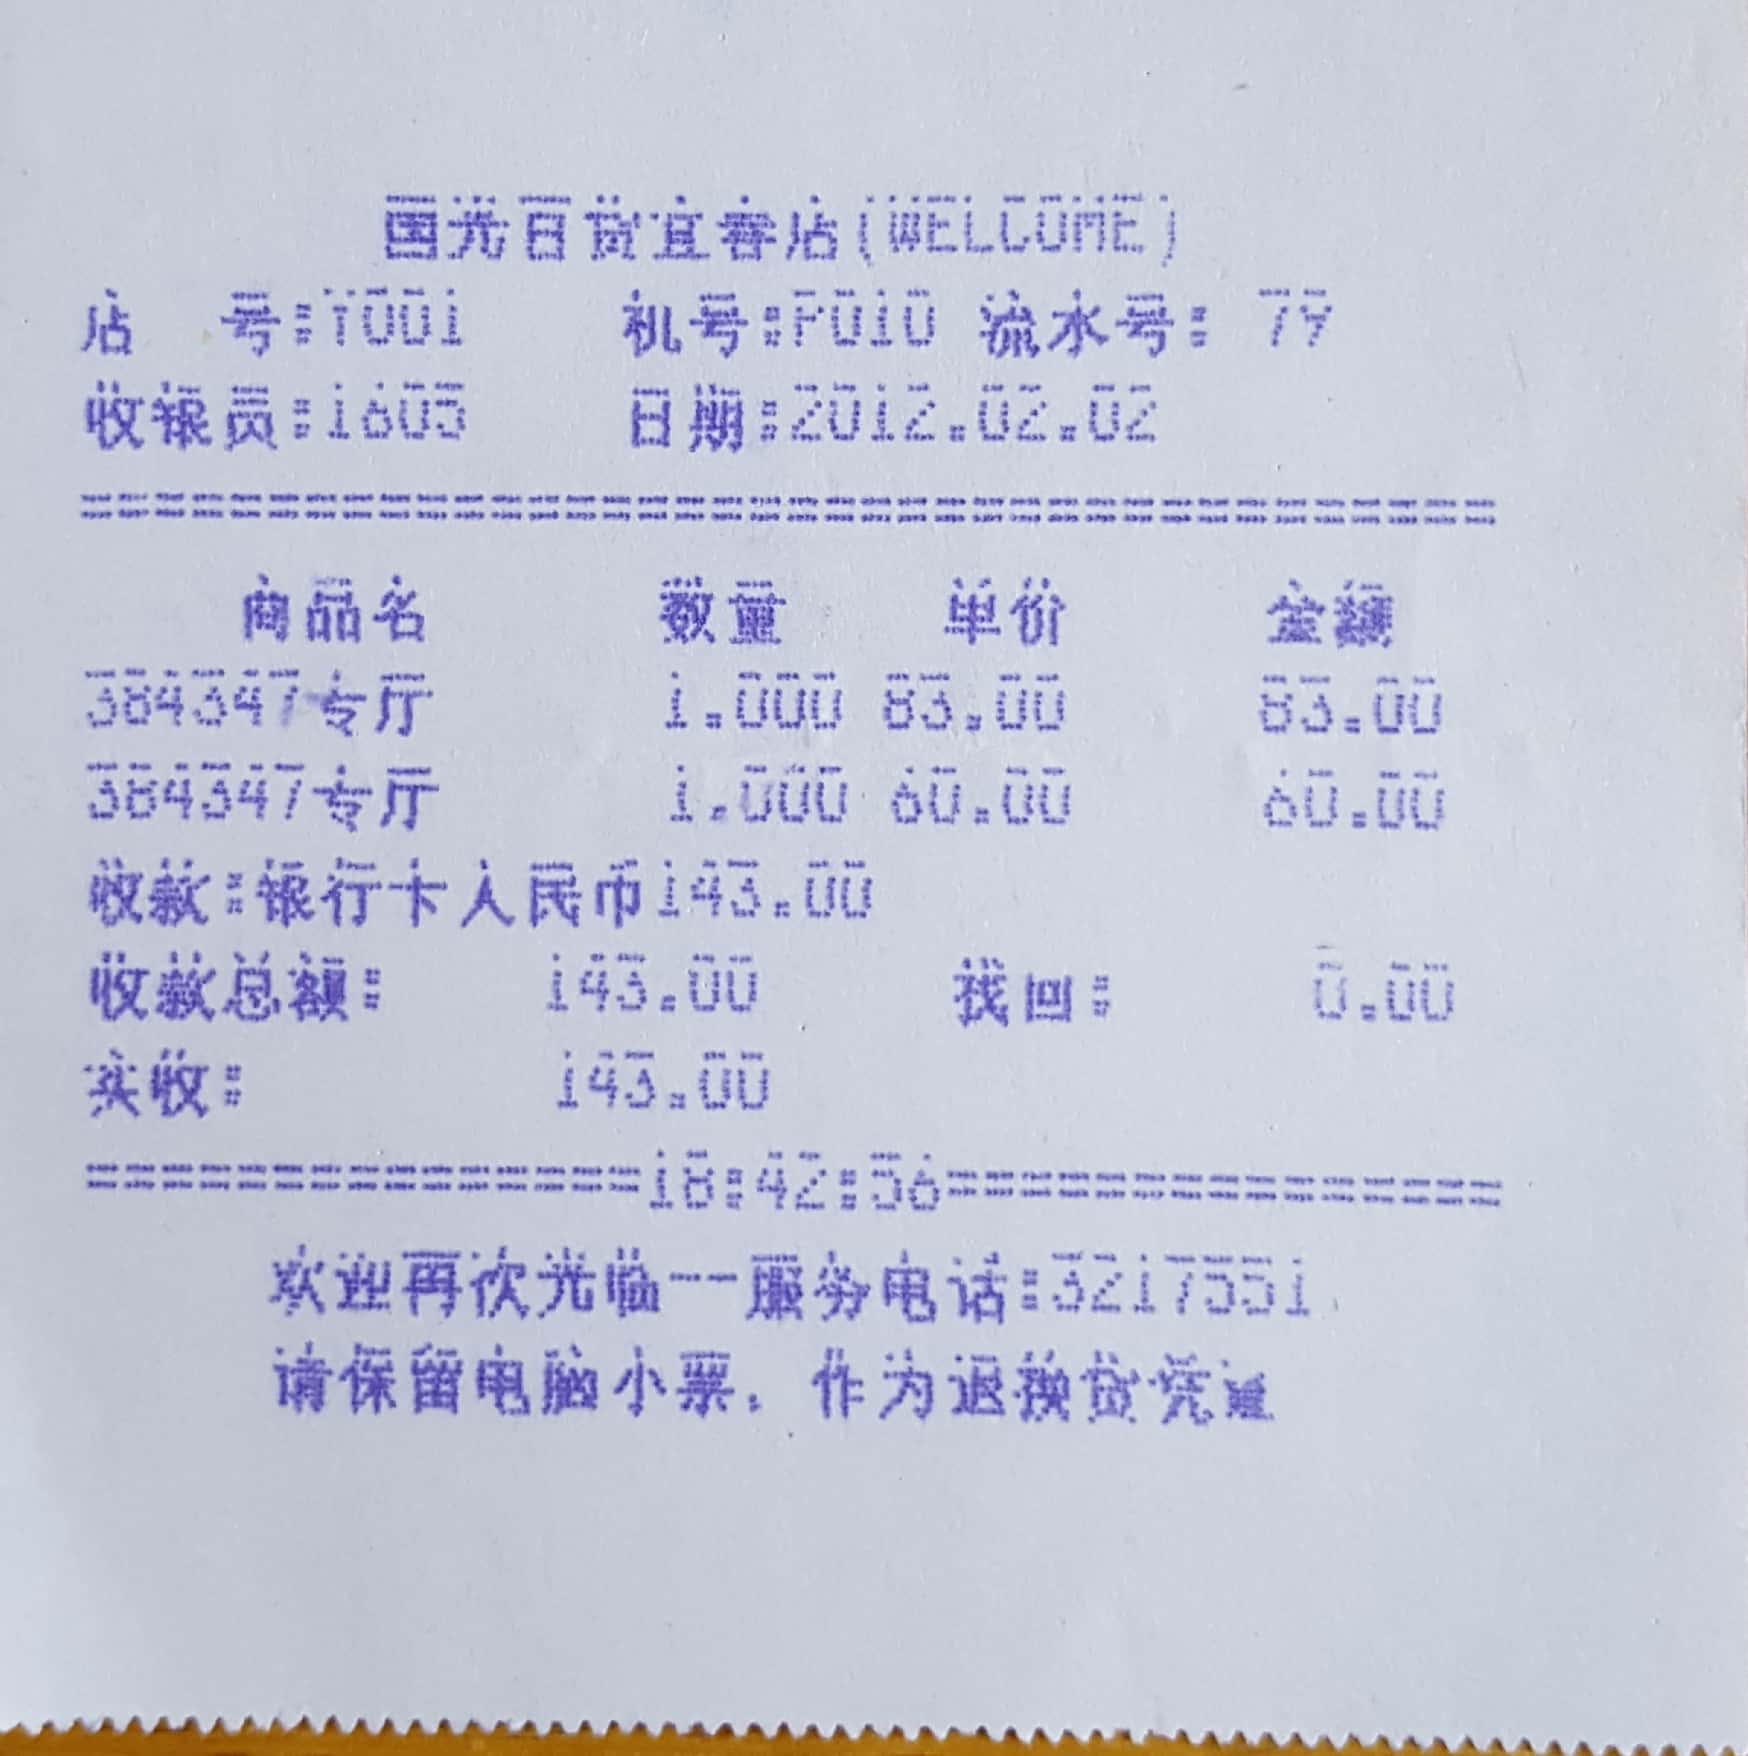 国光百货宜春店(WELCOME)
店 号:Y001 机号:P010 流水号: 79
收银员:1605 日期:2012.02.02
商品名 数量 单价 金额
384347专厅 1.000 83.00 83.00
384347专厅 1.000 60.00 60.00
收款:银行卡人民币143.00
收款总额: 143.00 找回: 0.00
实收: 143.00
18:42:56
欢迎再次光临--服务电话:3217551
请保留电脑小票,作为退换货凭证